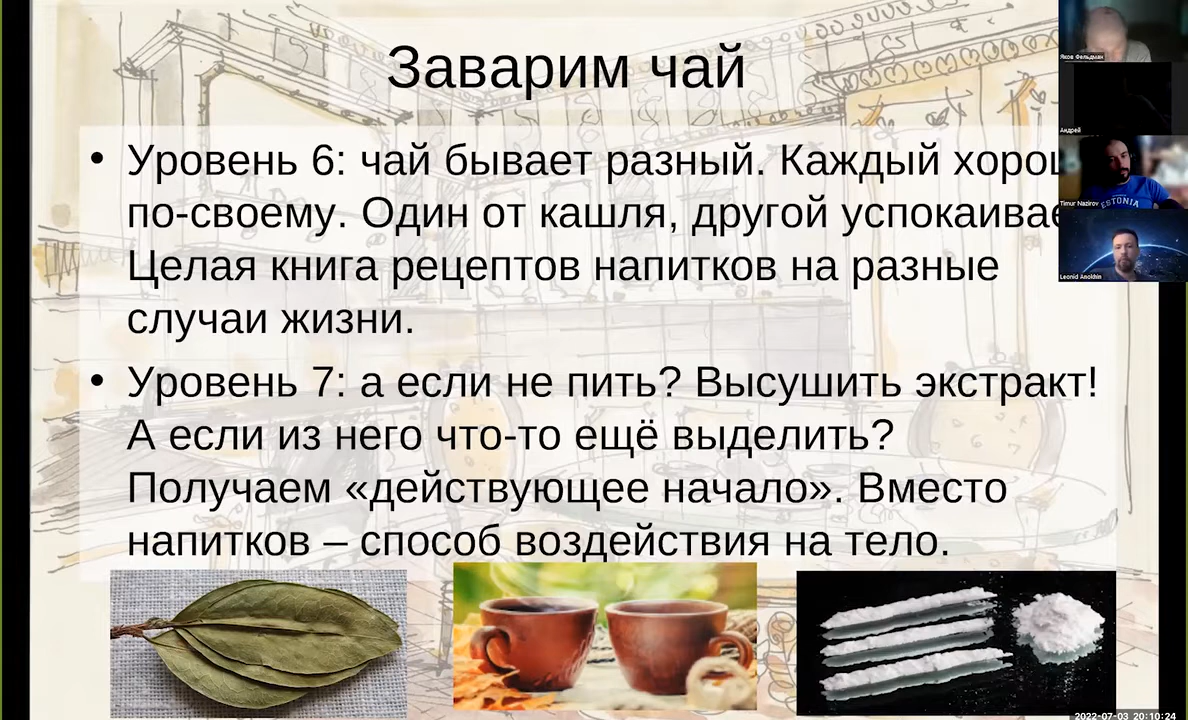 Заварим чай
• Уровень 6: чай бывает разный. Каждый хорош
по-своему. Один от кашля, другой успокаивае
Целая книга рецептов напитков на разные
случаи жизни.
• Уровень 7: а если не пить? Высушить экстракт!
А если из него что-то ещё выделить?
Получаем «действующее начало». Вместо
напитков – способ воздействия на тело.
Яков Фельдман
Андрей
ESTONIA
Timur Nazirov
Leonid Anokhin
2022-07-03 20:10:24